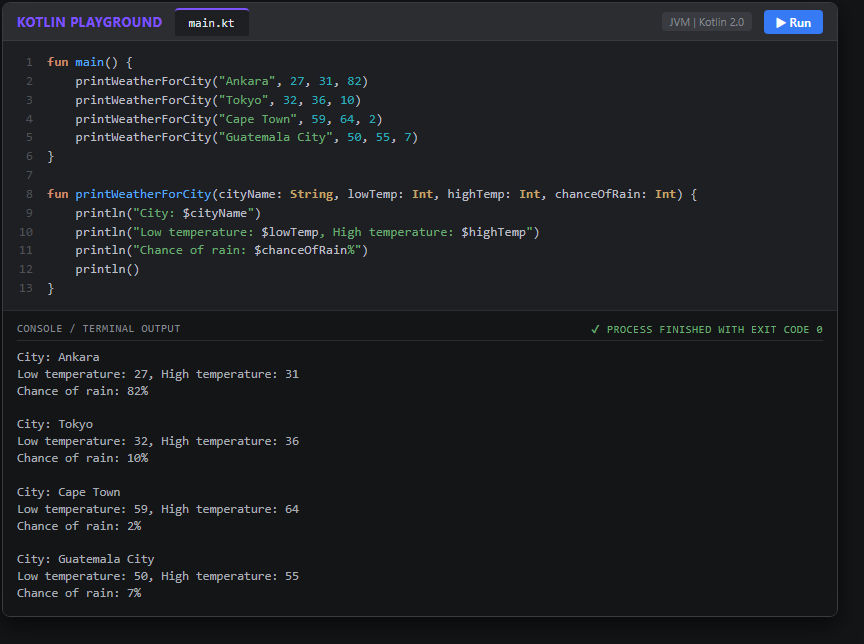 KOTLIN PLAYGROUND main.kt JVM | Kotlin 2.0 ▶ Run
1 fun main() {
2     printWeatherForCity("Ankara", 27, 31, 82)
3     printWeatherForCity("Tokyo", 32, 36, 10)
4     printWeatherForCity("Cape Town", 59, 64, 2)
5     printWeatherForCity("Guatemala City", 50, 55, 7)
6 }
7
8 fun printWeatherForCity(cityName: String, lowTemp: Int, highTemp: Int, chanceOfRain: Int) {
9     println("City: $cityName")
10     println("Low temperature: $lowTemp, High temperature: $highTemp")
11     println("Chance of rain: $chanceOfRain%")
12     println()
13 }
CONSOLE / TERMINAL OUTPUT ✓ PROCESS FINISHED WITH EXIT CODE 0
City: Ankara
Low temperature: 27, High temperature: 31
Chance of rain: 82%
City: Tokyo
Low temperature: 32, High temperature: 36
Chance of rain: 10%
City: Cape Town
Low temperature: 59, High temperature: 64
Chance of rain: 2%
City: Guatemala City
Low temperature: 50, High temperature: 55
Chance of rain: 7%